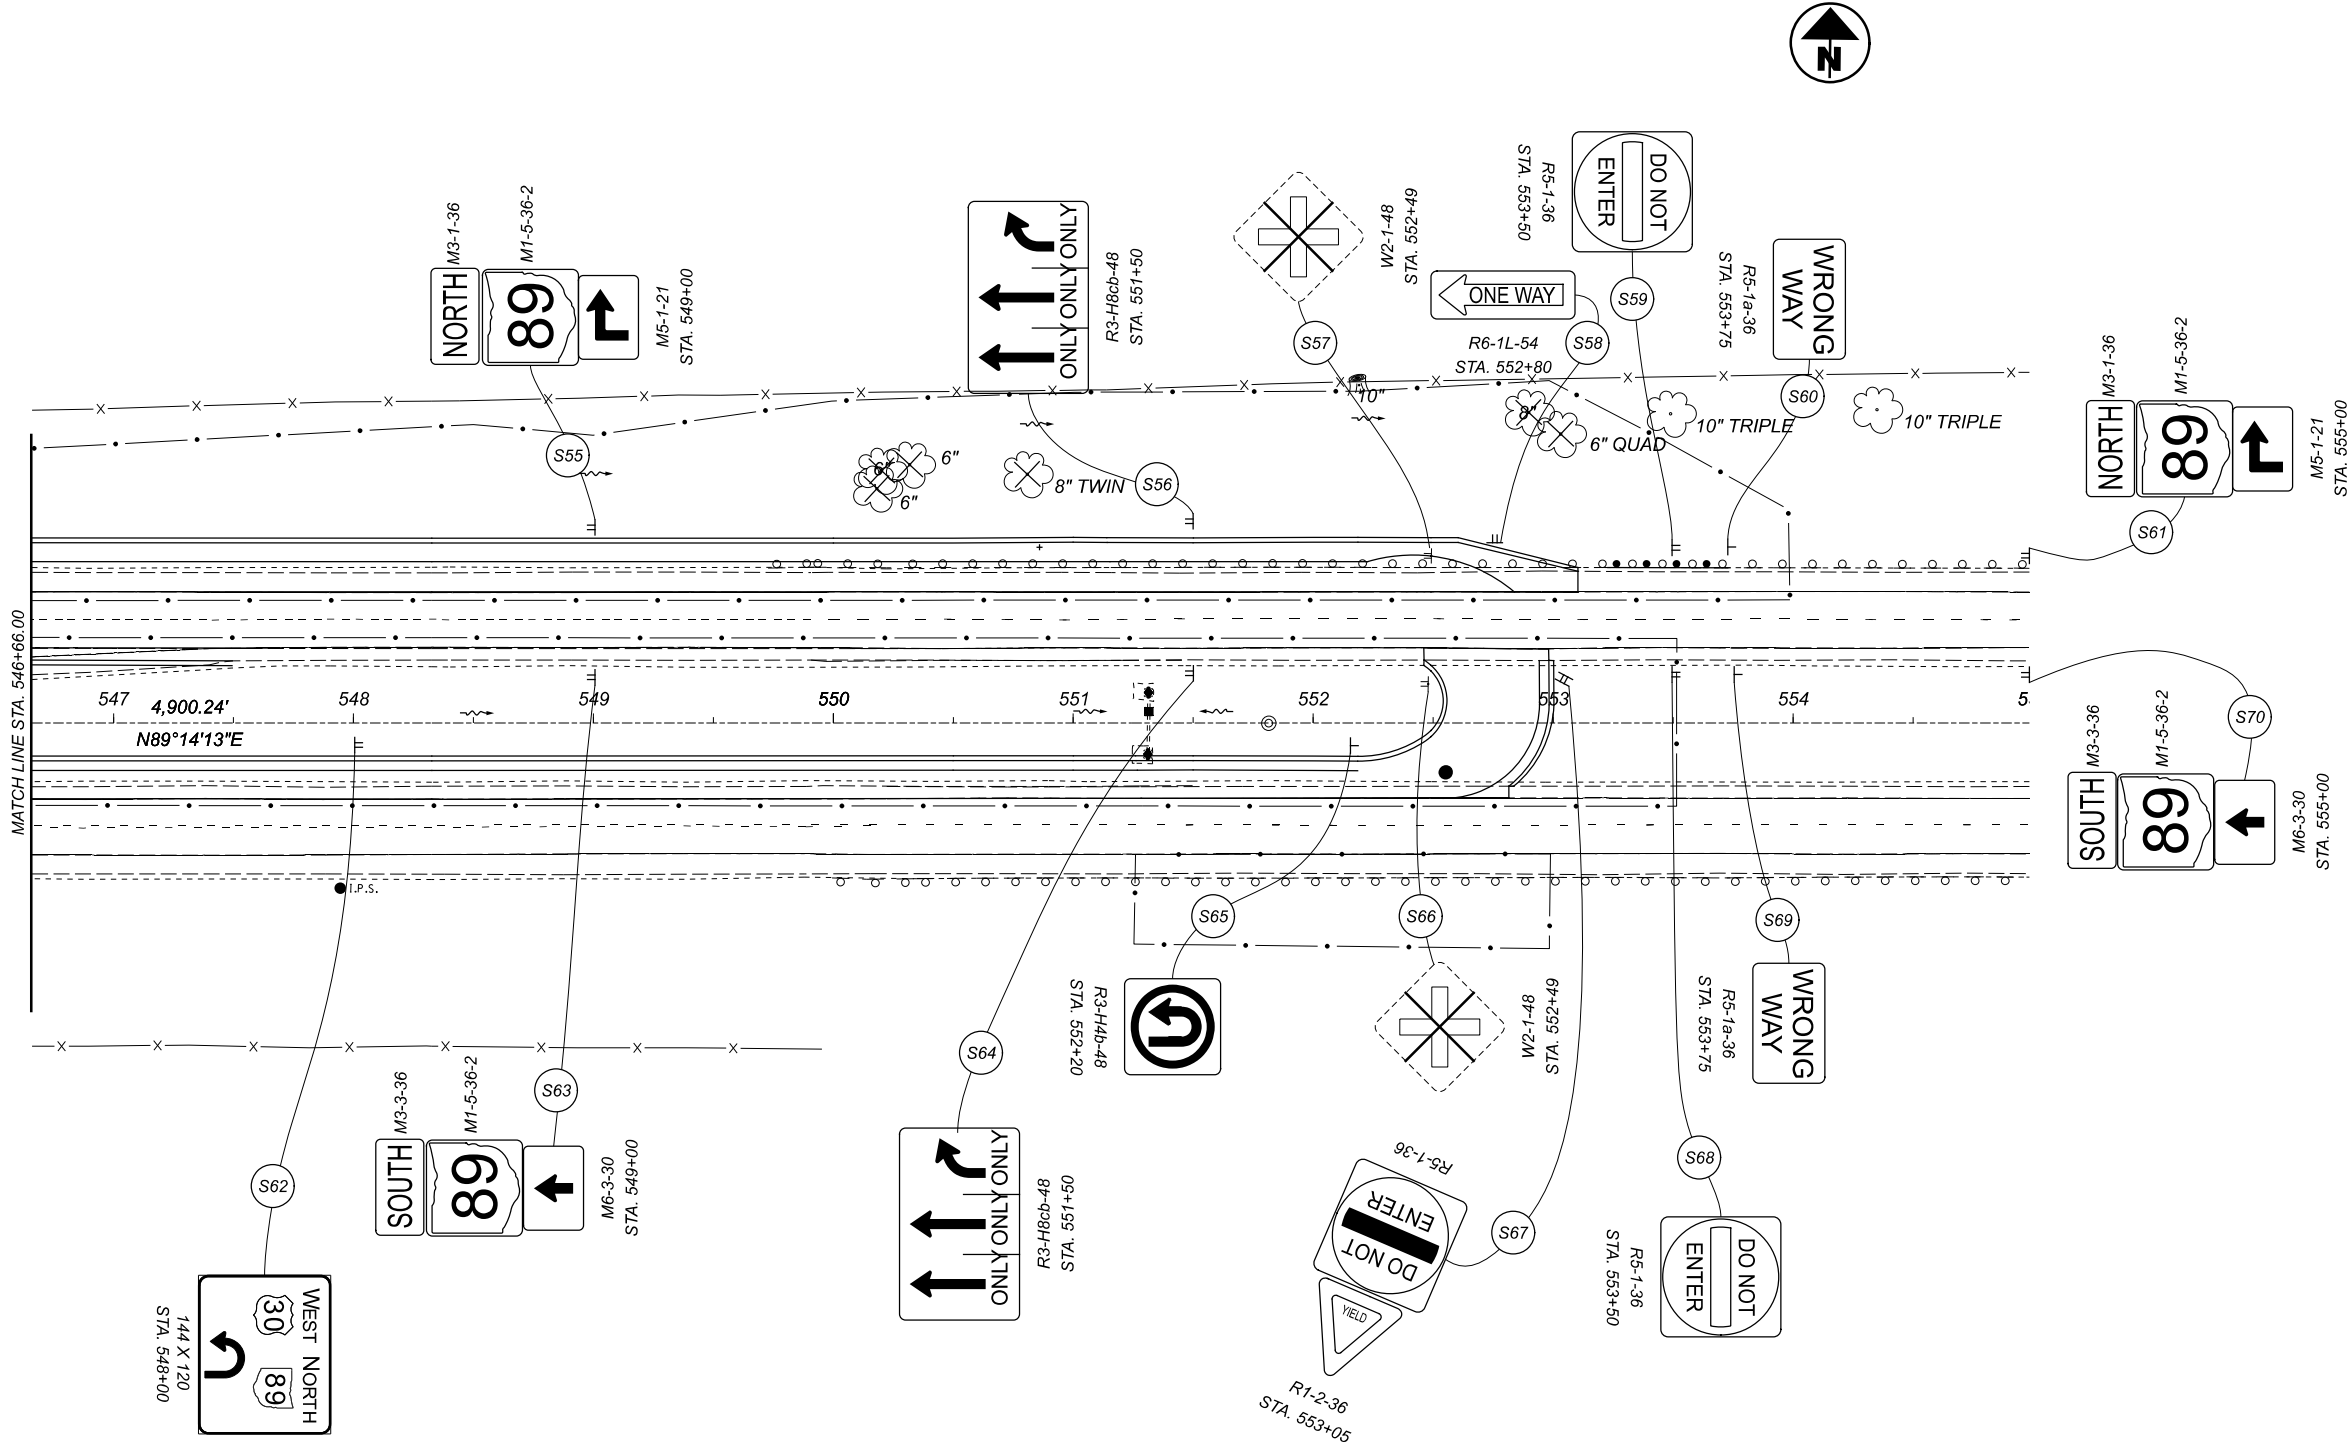 N
M3-1-36
M1-5-36-2
NORTH
89
M5-1-21
STA. 549+00
S55
ONLY ONLY ONLY
R3-H8cb-48
STA. 551+50
S56
W2-1-48
STA. 552+49
S57
ONE WAY
R6-1L-54
STA. 552+80
S58
DO NOT
ENTER
R5-1-36
STA. 553+50
S59
WRONG
WAY
R5-1a-36
STA. 553+75
S60
M3-1-36
M1-5-36-2
NORTH
89
M5-1-21
STA. 555+00
S61
6"
6"
6"
8" TWIN
10"
8"
6" QUAD
10" TRIPLE
10" TRIPLE
MATCH LINE STA. 546+66.00
547
548
549
550
551
552
553
554
5
4,900.24'
N89°14'13"E
I.P.S.
S70
M3-3-36
M1-5-36-2
SOUTH
89
M6-3-30
STA. 555+00
S62
WEST NORTH
30
89
144 X 120
STA. 548+00
S63
M3-3-36
M1-5-36-2
SOUTH
89
M6-3-30
STA. 549+00
S64
ONLY ONLY ONLY
R3-H8cb-48
STA. 551+50
S65
R3-H4b-48
STA. 552+20
S66
W2-1-48
STA. 552+49
S67
R5-1-36
DO NOT
ENTER
YIELD
R1-2-36
STA. 553+05
S68
DO NOT
ENTER
R5-1-36
STA. 553+50
S69
WRONG
WAY
R5-1a-36
STA. 553+75